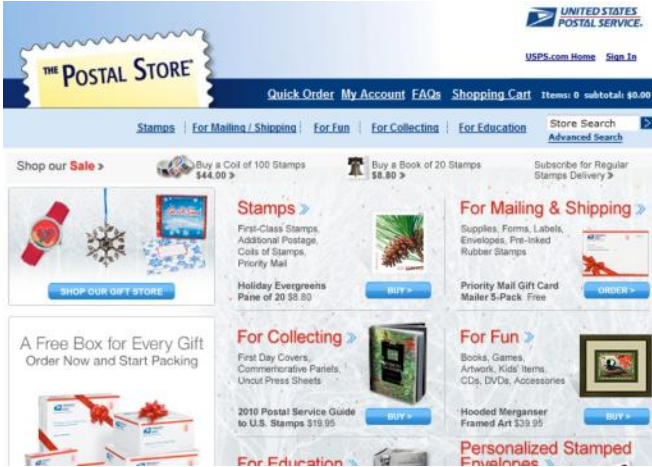 UNITED STATES
POSTAL SERVICE.
USPS.com Home Sign In
THE POSTAL STORE
Quick Order My Account FAQs Shopping Cart Items: 0 subtotal: $0.00
Stamps For Mailing / Shipping For Fun For Collecting For Education Store Search
Advanced Search
Shop our Sale »
Buy a Coil of 100 Stamps
$44.00 »
Buy a Book of 20 Stamps
$8.80 »
Subscribe for Regular
Stamps Delivery »
SHOP OUR GIFT STORE
Stamps »
First-Class Stamps,
Additional Postage,
Coils of Stamps,
Priority Mail
Holiday Evergreens
Pane of 20 $8.80
BUY >
For Mailing & Shipping »
Supplies, Forms, Labels,
Envelopes, Pre-Inked
Rubber Stamps
Priority Mail Gift Card
Mailer 5-Pack Free
ORDER >
A Free Box for Every Gift
Order Now and Start Packing
For Collecting »
First Day Covers,
Commemorative Panels,
Uncut Press Sheets
2010 Postal Service Guide
to U.S. Stamps $19.95
BUY >
For Fun »
Books, Games,
Artwork, Kids' Items,
CDs, DVDs, Accessories
Hooded Merganser
Framed Art $39.95
BUY >
For Education »
Personalized Stamped
Envelopes »